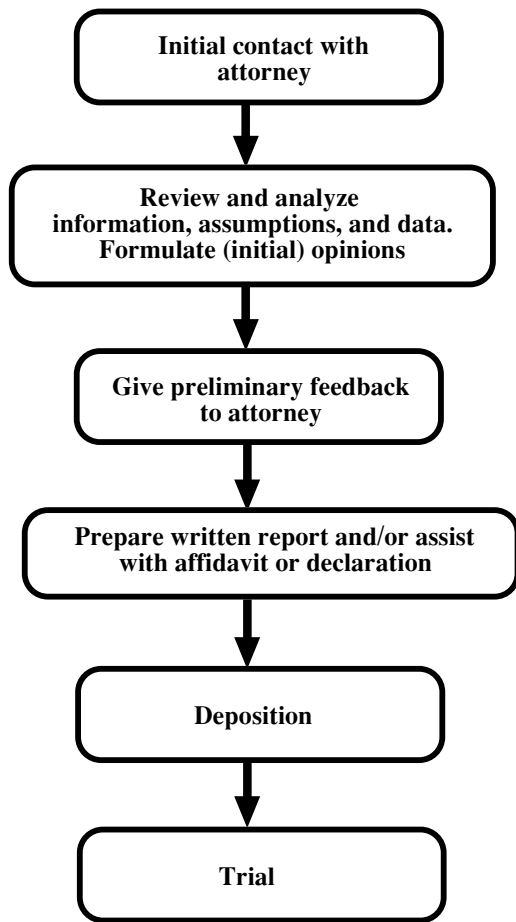 Initial contact with
attorney
Review and analyze
information, assumptions, and data.
Formulate (initial) opinions
Give preliminary feedback
to attorney
Prepare written report and/or assist
with affidavit or declaration
Deposition
Trial